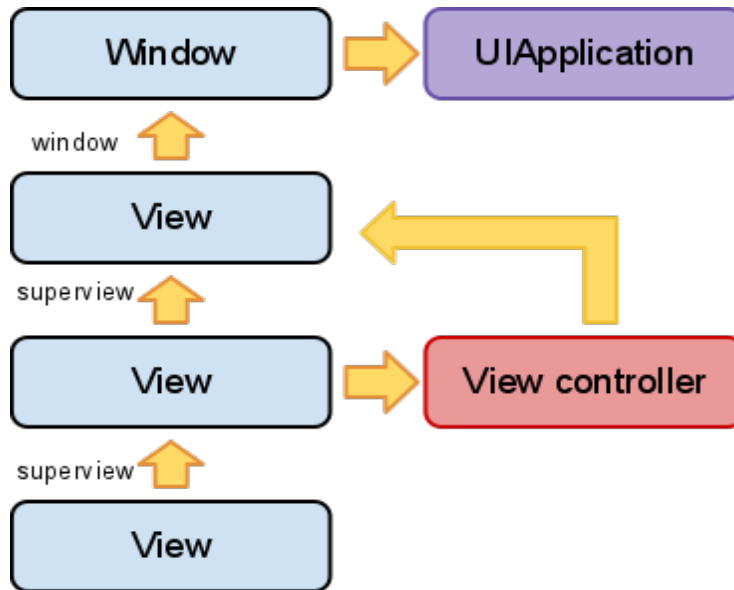 Window
UIApplication
window
View
superview
View
View controller
superview
View